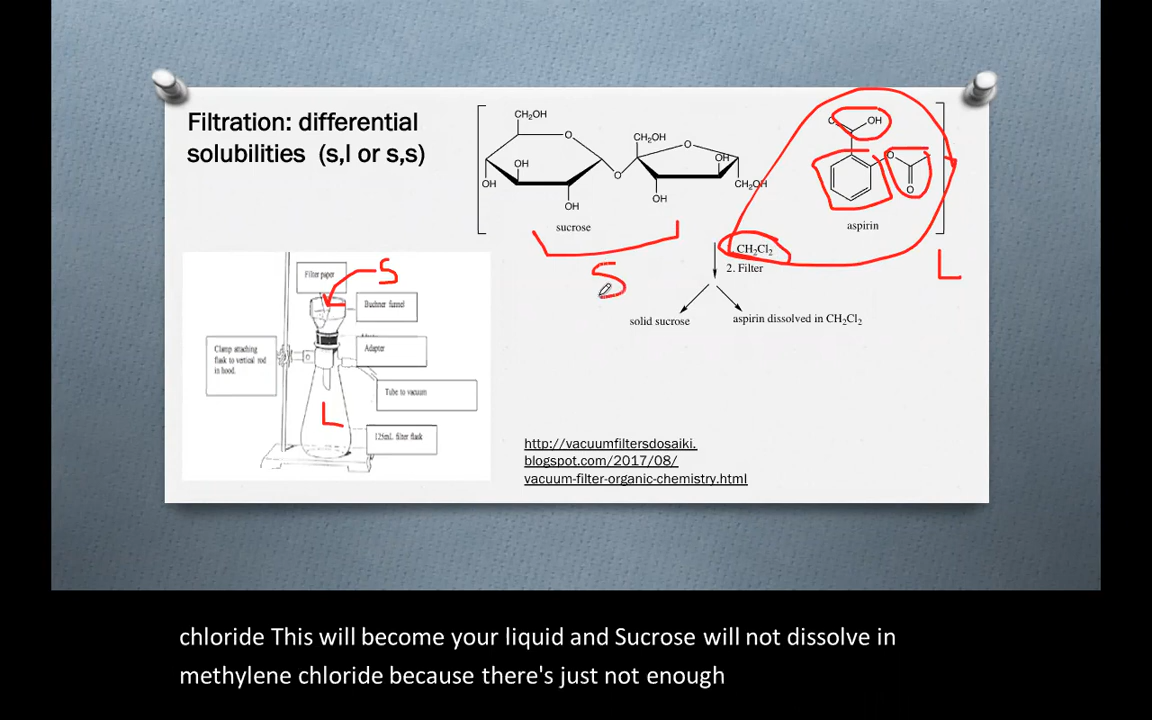 Filtration: differential
solubilities (s,l or s,s)
CH2OH
O
OH
OH
OH
O
CH2OH
O
OH
OH
CH2OH
sucrose
O
OH
O
O
aspirin
CH2Cl2
2. Filter
solid sucrose
aspirin dissolved in CH2Cl2
S
L
S
L
Filter paper
Buchner funnel
Adapter
Clamp attaching
flask to vertical rod
in hood.
Tube to vacuum
125mL filter flask
http://vacuumfiltersdosaiki.
blogspot.com/2017/08/
vacuum-filter-organic-chemistry.html
chloride This will become your liquid and Sucrose will not dissolve in
methylene chloride because there's just not enough